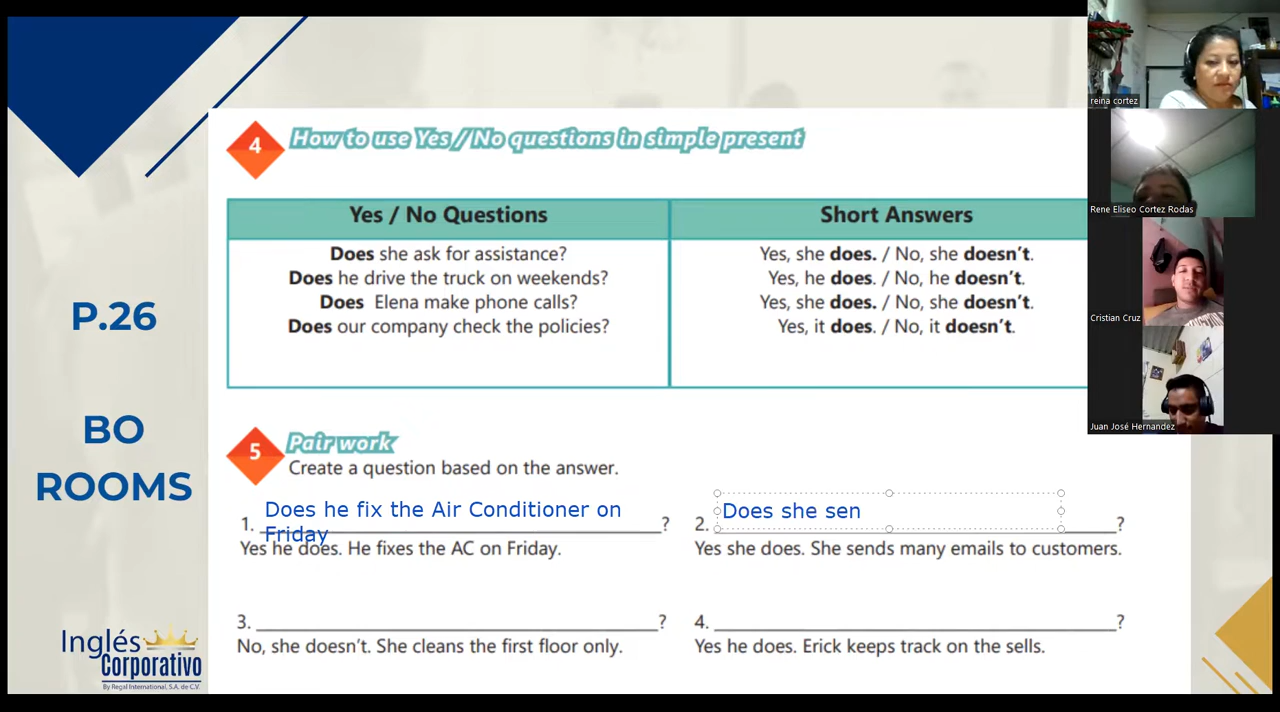 reina cortez
Rene Eliseo Cortez Rodas
Cristian Cruz
Juan José Hernandez
P.26
BO
ROOMS
4 How to use Yes / No questions in simple present
Yes / No Questions
Does she ask for assistance?
Does he drive the truck on weekends?
Does Elena make phone calls?
Does our company check the policies?
Short Answers
Yes, she does. / No, she doesn't.
Yes, he does. / No, he doesn't.
Yes, she does. / No, she doesn't.
Yes, it does. / No, it doesn't.
5 Pair work
Create a question based on the answer.
1. Does he fix the Air Conditioner on
Friday?
Yes he does. He fixes the AC on Friday.
2. Does she sen?
Yes she does. She sends many emails to customers.
3. ?
No, she doesn't. She cleans the first floor only.
4. ?
Yes he does. Erick keeps track on the sells.
Inglés
Corporativo
By Regal International, S.A. de C.V.